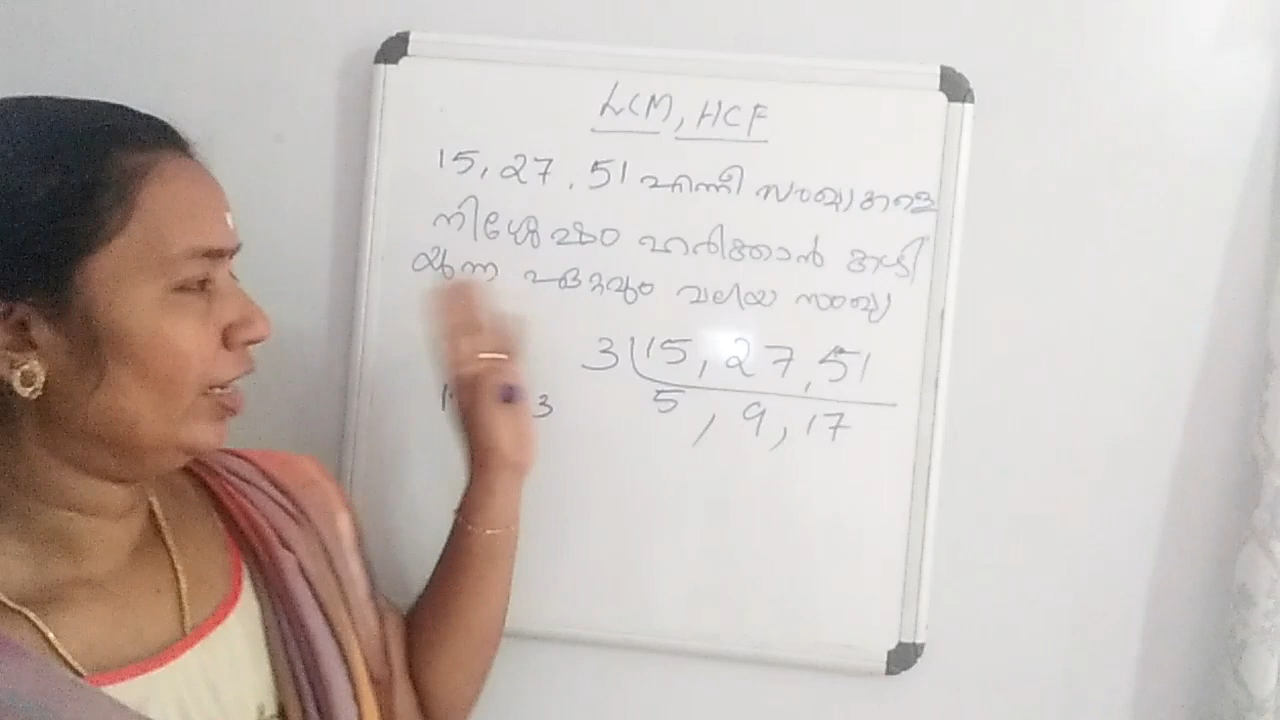 LCM, HCF
15, 27, 51 എന്നീ സംഖ്യകളെ
നിശ്ശേഷം ഹരിക്കാൻ കഴി
യുന്ന ഏറ്റവും വലിയ സംഖ്യ
3 15, 27, 51
3 5, 9, 17